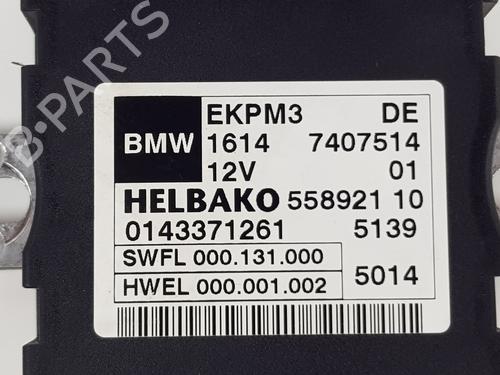 EKPM3 DE
BMW 1614 7407514
12V 01
HELBAKO 558921 10
0143371261 5139
SWFL 000.131.000
HWEL 000.001.002 5014